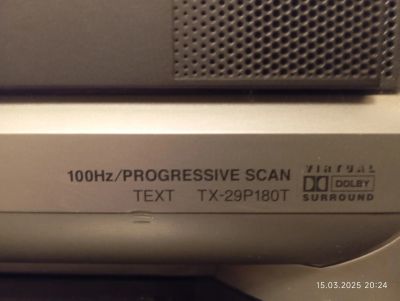 100Hz/PROGRESSIVE SCAN
TEXT TX-29P180T
VIRTUAL
DOLBY
SURROUND
15.03.2025 20:24